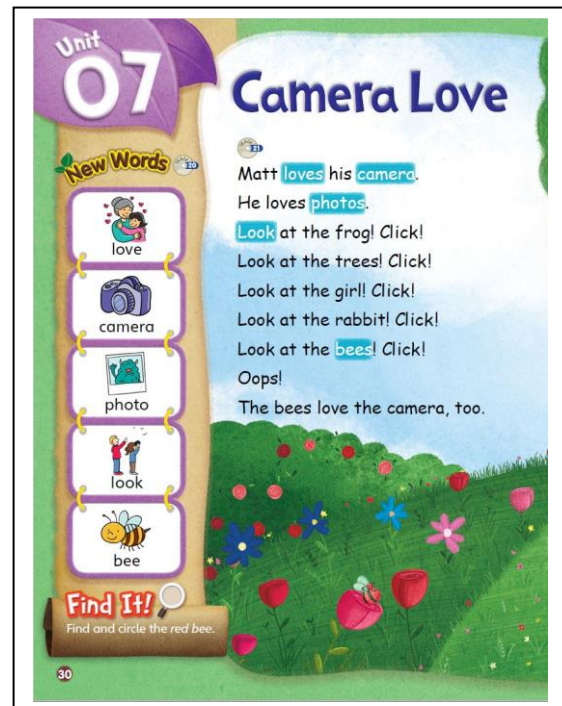 Unit
07
Camera Love
New Words 20
love
camera
photo
look
bee
21
Matt loves his camera.
He loves photos.
Look at the frog! Click!
Look at the trees! Click!
Look at the girl! Click!
Look at the rabbit! Click!
Look at the bees! Click!
Oops!
The bees love the camera, too.
Find It!
Find and circle the red bee.
30